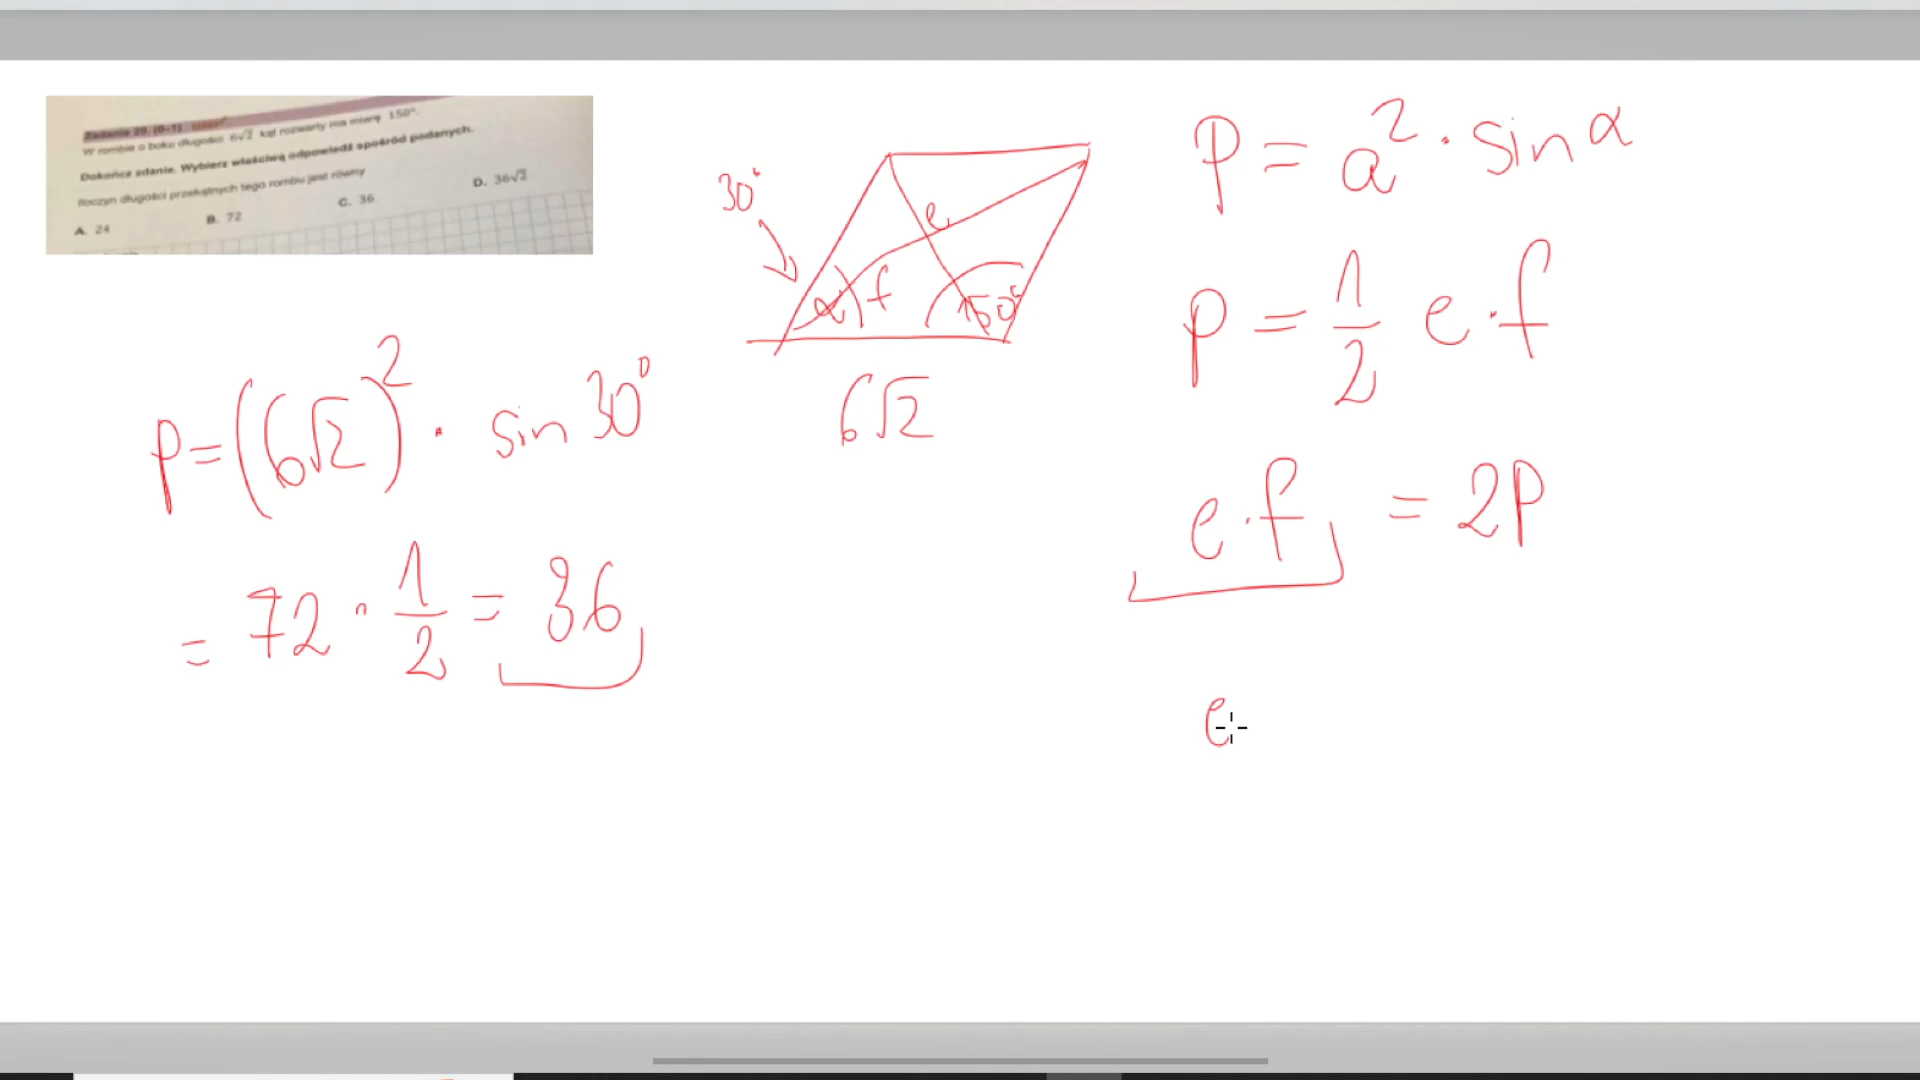 Zadanie 20. (0-1)
W rombie o boku długości 6√2 kąt rozwarty ma miarę 150°.
Dokończ zdanie. Wybierz właściwą odpowiedź spośród podanych.
Iloczyn długości przekątnych tego rombu jest równy
A. 24 B. 72 C. 36 D. 36√2
30°
e
α f 150°
6√2
P = (6√2)² · sin 30°
= 72 · 1/2 = 36
P = a² · sin α
P = 1/2 e · f
e · f = 2P
e